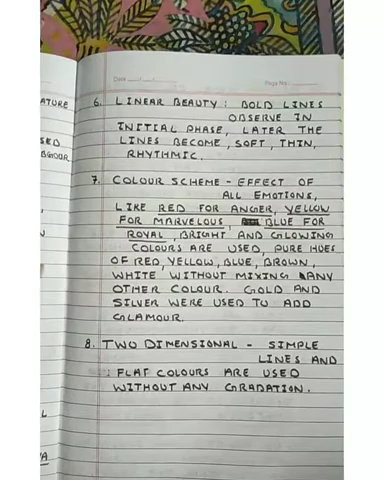 Date
Page No.
ATURE
6. LINEAR BEAUTY : BOLD LINES
OBSERVE IN
INITIAL PHASE, LATER THE
LINES BECOME, SOFT, THIN,
RHYTHMIC.
7. COLOUR SCHEME - EFFECT OF
ALL EMOTIONS,
LIKE RED FOR ANGER, YELLOW
FOR MARVELOUS, BLUE FOR
ROYAL, BRIGHT AND GLOWING
COLOURS ARE USED, PURE HUES
OF RED, YELLOW, BLUE, BROWN,
WHITE WITHOUT MIXING ANY
OTHER COLOUR. GOLD AND
SILVER WERE USED TO ADD
GLAMOUR.
8. TWO DIMENSIONAL - SIMPLE
LINES AND
FLAT COLOURS ARE USED
WITHOUT ANY GRADATION.